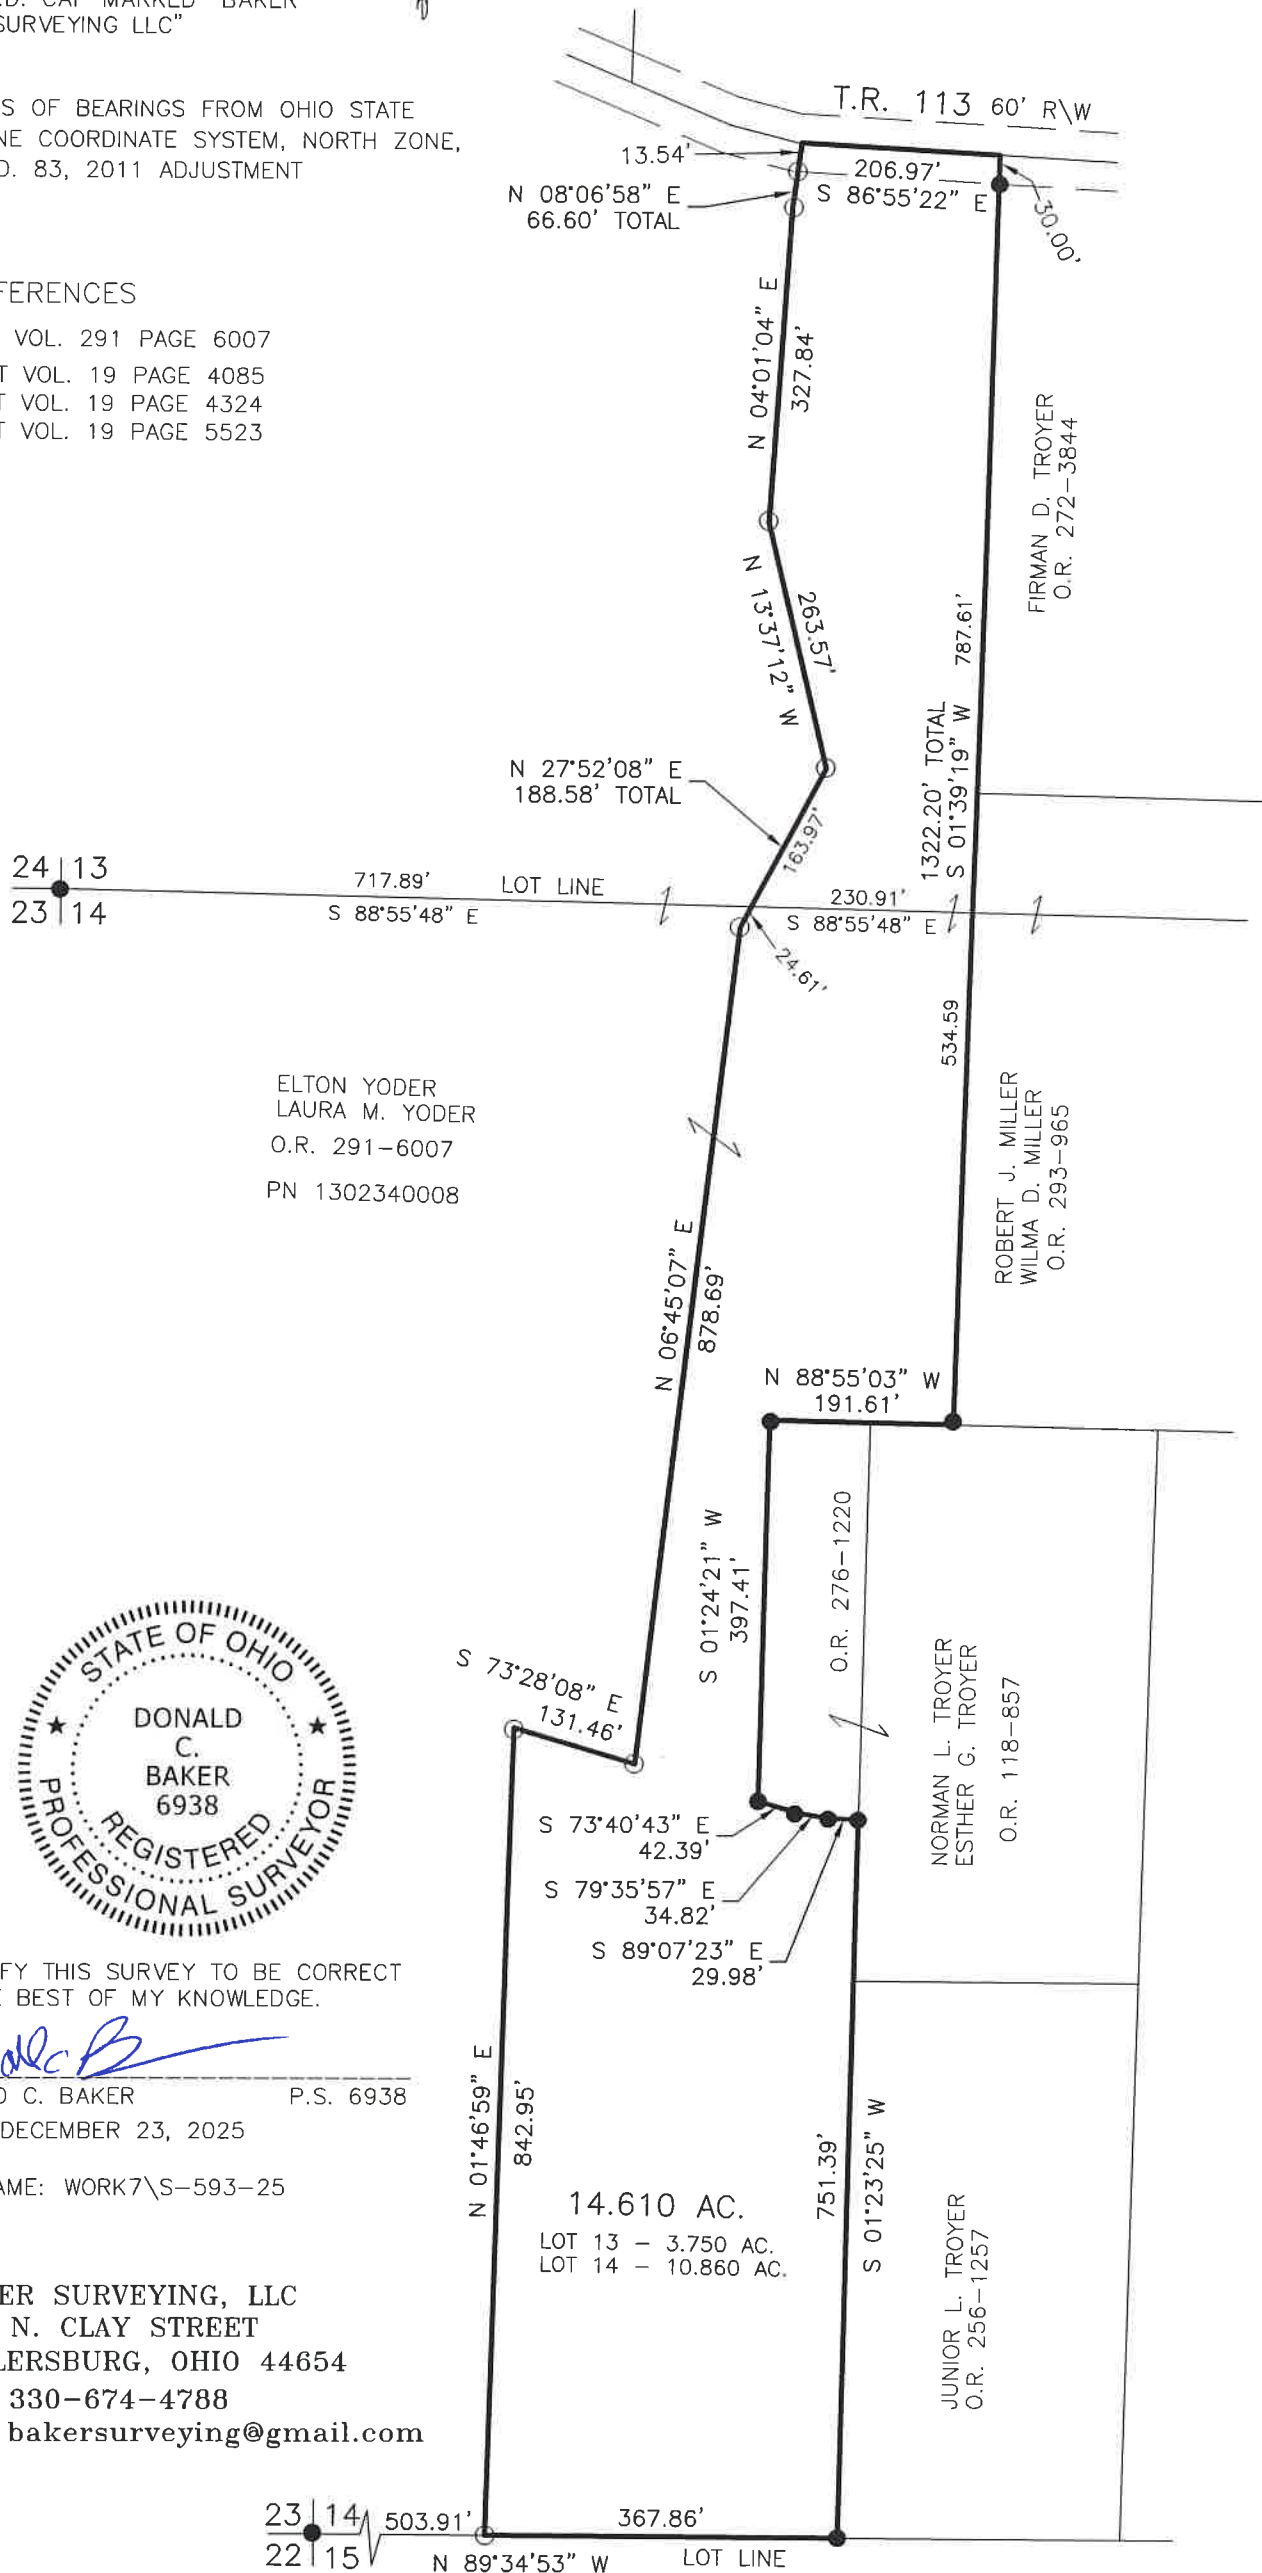 SURVEYING LLC"
S OF BEARINGS FROM OHIO STATE
NE COORDINATE SYSTEM, NORTH ZONE,
D. 83, 2011 ADJUSTMENT
FERENCES
VOL. 291 PAGE 6007
T VOL. 19 PAGE 4085
T VOL. 19 PAGE 4324
T VOL. 19 PAGE 5523
T.R. 113 60' R\W
13.54'
206.97'
S 86°55'22" E
30.00'
N 08°06'58" E
66.60' TOTAL
N 04°01'04" E
327.84'
FIRMAN D. TROYER
O.R. 272-3844
N 13°37'12" W
263.57'
787.61'
1322.20' TOTAL
S 01°39'19" W
N 27°52'08" E
188.58' TOTAL
163.97'
24 13
23 14
717.89'
LOT LINE
S 88°55'48" E
230.91'
S 88°55'48" E
24.61'
534.59
ELTON YODER
LAURA M. YODER
O.R. 291-6007
PN 1302340008
ROBERT J. MILLER
WILMA D. MILLER
O.R. 293-965
N 06°45'07" E
878.69'
N 88°55'03" W
191.61'
S 01°24'21" W
397.41'
O.R. 276-1220
NORMAN L. TROYER
ESTHER G. TROYER
O.R. 118-857
S 73°28'08" E
131.46'
S 73°40'43" E
42.39'
S 79°35'57" E
34.82'
S 89°07'23" E
29.98'
STATE OF OHIO
DONALD
C.
BAKER
6938
REGISTERED
PROFESSIONAL SURVEYOR
FY THIS SURVEY TO BE CORRECT
E BEST OF MY KNOWLEDGE.
D C. BAKER P.S. 6938
DECEMBER 23, 2025
AME: WORK7\S-593-25
N 01°46'59" E
842.95'
14.610 AC.
LOT 13 - 3.750 AC.
LOT 14 - 10.860 AC.
751.39'
S 01°23'25" W
JUNIOR L. TROYER
O.R. 256-1257
ER SURVEYING, LLC
N. CLAY STREET
LERSBURG, OHIO 44654
330-674-4788
bakersurveying@gmail.com
23 14
22 15
503.91'
367.86'
N 89°34'53" W
LOT LINE